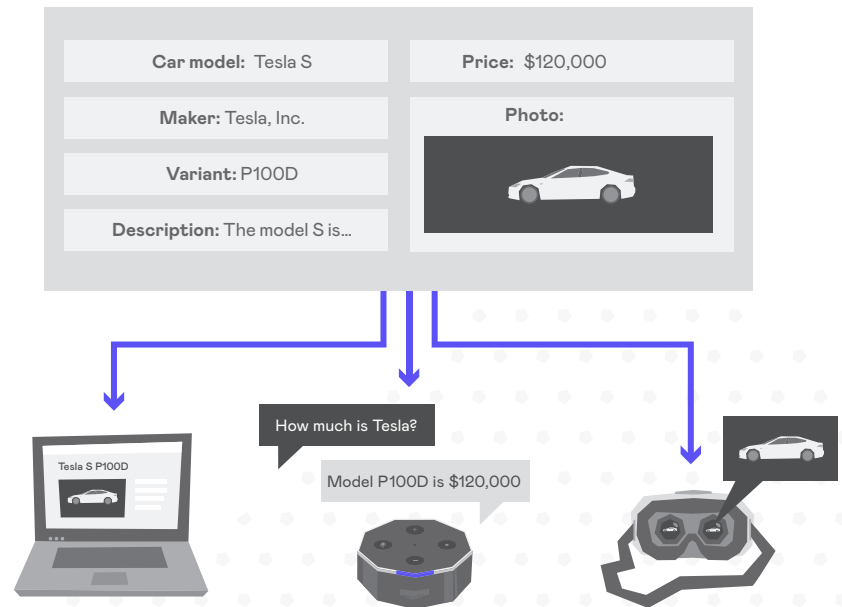 Car model: Tesla S
Maker: Tesla, Inc.
Variant: P100D
Description: The model S is...
Price: $120,000
Photo:
Tesla S P100D
How much is Tesla?
Model P100D is $120,000